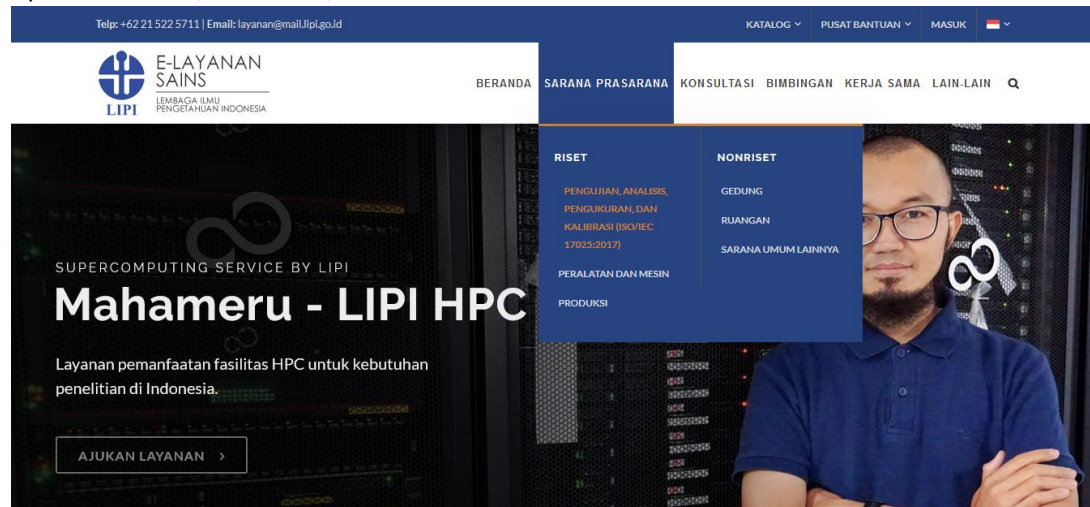 Telp: +62 21 522 5711 | Email: layanan@mail.lipi.go.id
KATALOG PUSAT BANTUAN MASUK
LIPI
E-LAYANAN
SAINS
LEMBAGA ILMU
PENGETAHUAN INDONESIA
BERANDA SARANA PRASARANA KONSULTASI BIMBINGAN KERJA SAMA LAIN-LAIN
RISET
PENGUJIAN, ANALISIS,
PENGUKURAN, DAN
KALIBRASI (ISO/IEC
17025:2017)
PERALATAN DAN MESIN
PRODUKSI
NONRISET
GEDUNG
RUANGAN
SARANA UMUM LAINNYA
SUPERCOMPUTING SERVICE BY LIPI
Mahameru - LIPI HPC
Layanan pemanfaatan fasilitas HPC untuk kebutuhan
penelitian di Indonesia.
AJUKAN LAYANAN >